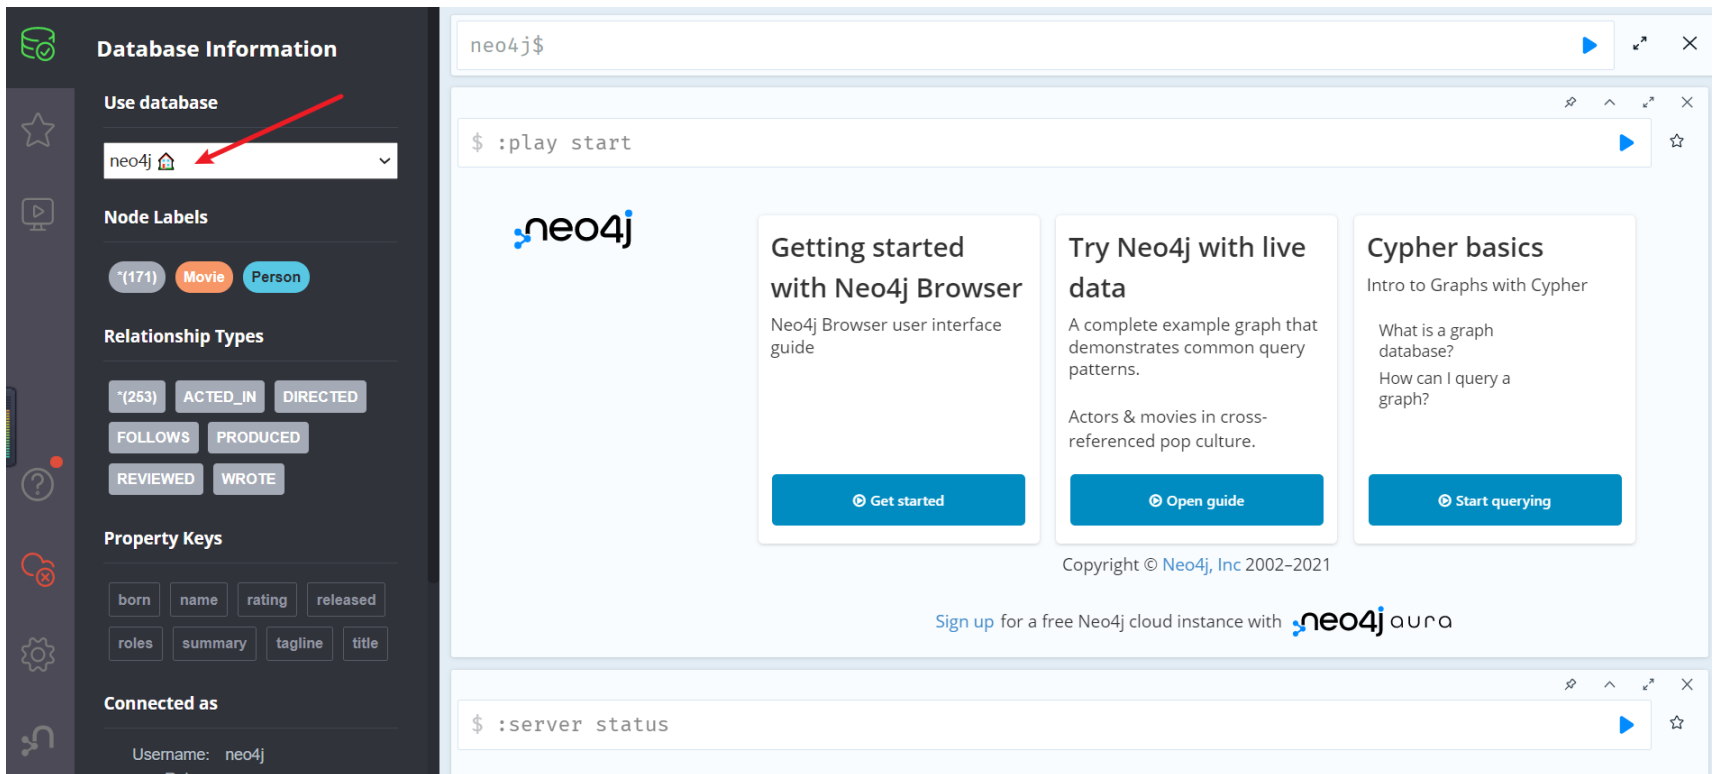 Database Information
Use database
neo4j
Node Labels
*(171) Movie Person
Relationship Types
*(253) ACTED_IN DIRECTED
FOLLOWS PRODUCED
REVIEWED WROTE
Property Keys
born name rating released
roles summary tagline title
Connected as
Username: neo4j
neo4j$
$ :play start
neo4j
Getting started
with Neo4j Browser
Neo4j Browser user interface
guide
Get started
Try Neo4j with live
data
A complete example graph that
demonstrates common query
patterns.
Actors & movies in cross-
referenced pop culture.
Open guide
Cypher basics
Intro to Graphs with Cypher
What is a graph
database?
How can I query a
graph?
Start querying
Copyright © Neo4j, Inc 2002–2021
Sign up for a free Neo4j cloud instance with neo4j aura
$ :server status